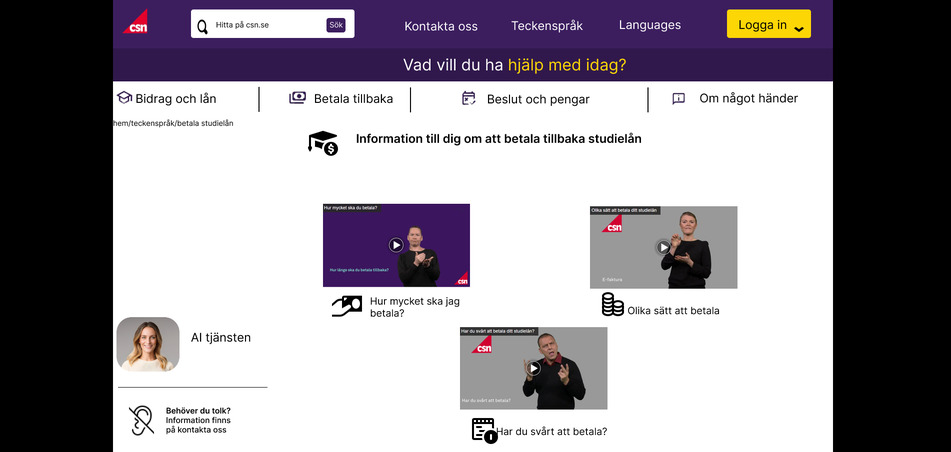 csn
Hitta på csn.se
Sök
Kontakta oss
Teckenspråk
Languages
Logga in
Vad vill du ha hjälp med idag?
Bidrag och lån
Betala tillbaka
Beslut och pengar
Om något händer
hem/teckenspråk/betala studielån
Information till dig om att betala tillbaka studielån
Hur mycket ska du betala?
Hur länge ska du betala tillbaka?
csn
Olika sätt att betala ditt studielån
csn
E-faktura
Hur mycket ska jag
betala?
Olika sätt att betala
AI tjänsten
Har du svårt att betala ditt studielån?
csn
Har du svårt att betala?
Behöver du tolk?
Information finns
på kontakta oss
Har du svårt att betala?